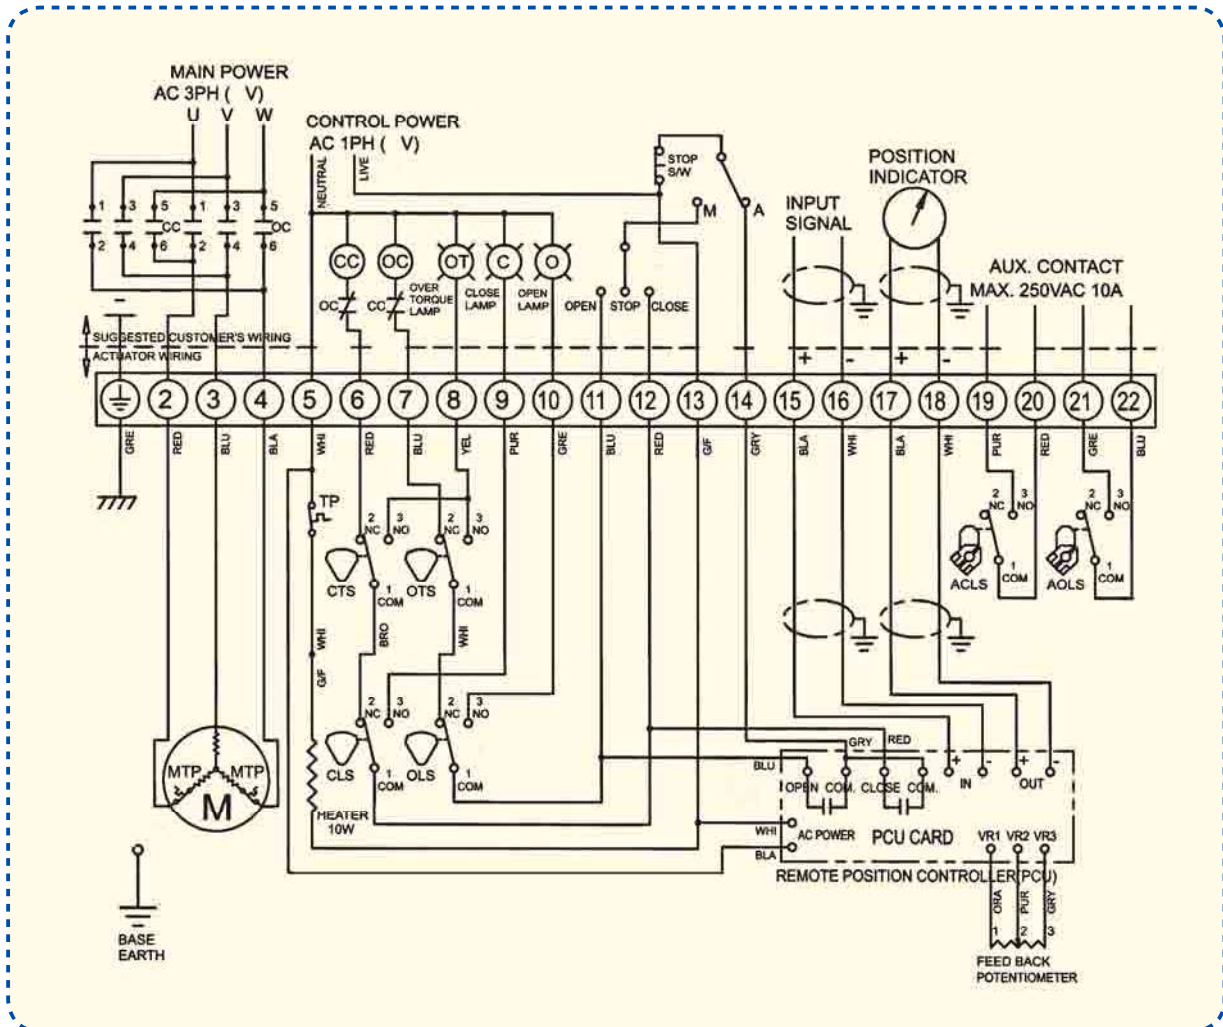 MAIN POWER
AC 3PH ( V)
U V W
CONTROL POWER
AC 1PH ( V)
NEUTRAL
LIVE
STOP
S/W
M
A
POSITION
INDICATOR
INPUT
SIGNAL
AUX. CONTACT
MAX. 250VAC 10A
1 3 5 1 3 5
CC OC
2 4 6 2 4 6
CC OC OT C O
OC
CC
OVER
TORQUE
LAMP
CLOSE
LAMP
OPEN
LAMP
OPEN STOP CLOSE
SUGGESTED CUSTOMER'S WIRING
ACTUATOR WIRING
+ - + -
2 3 4 5 6 7 8 9 10 11 12 13 14 15 16 17 18 19 20 21 22
GRE RED BLU BLA WHI RED BLU YEL PUR GRE BLU RED G/F GRY BLA WHI BLA WHI PUR RED GRE BLU
TP
2 3 2 3
NC NO NC NO
CTS OTS
1 1
COM COM
2 3 2 3
NC NO NC NO
ACLS AOLS
1 1
COM COM
WHI BRO WHI
G/F
2 3 2 3
NC NO NC NO
CLS OLS
1 1
COM COM
MTP MTP
M
HEATER
10W
GRY RED
BLU
+ - + -
OPEN COM. CLOSE COM. IN OUT
WHI AC POWER PCU CARD VR1 VR2 VR3
BLA
REMOTE POSITION CONTROLLER(PCU)
ORA PUR GRY
1 2 3
FEED BACK
POTENTIOMETER
BASE
EARTH